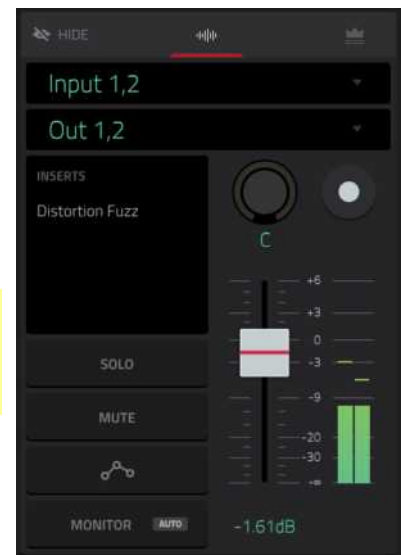 HIDE
Input 1,2
Out 1,2
INSERTS
Distortion Fuzz
C
+6
+3
0
-3
-9
-20
-30
-∞
SOLO
MUTE
MONITOR AUTO
-1.61dB